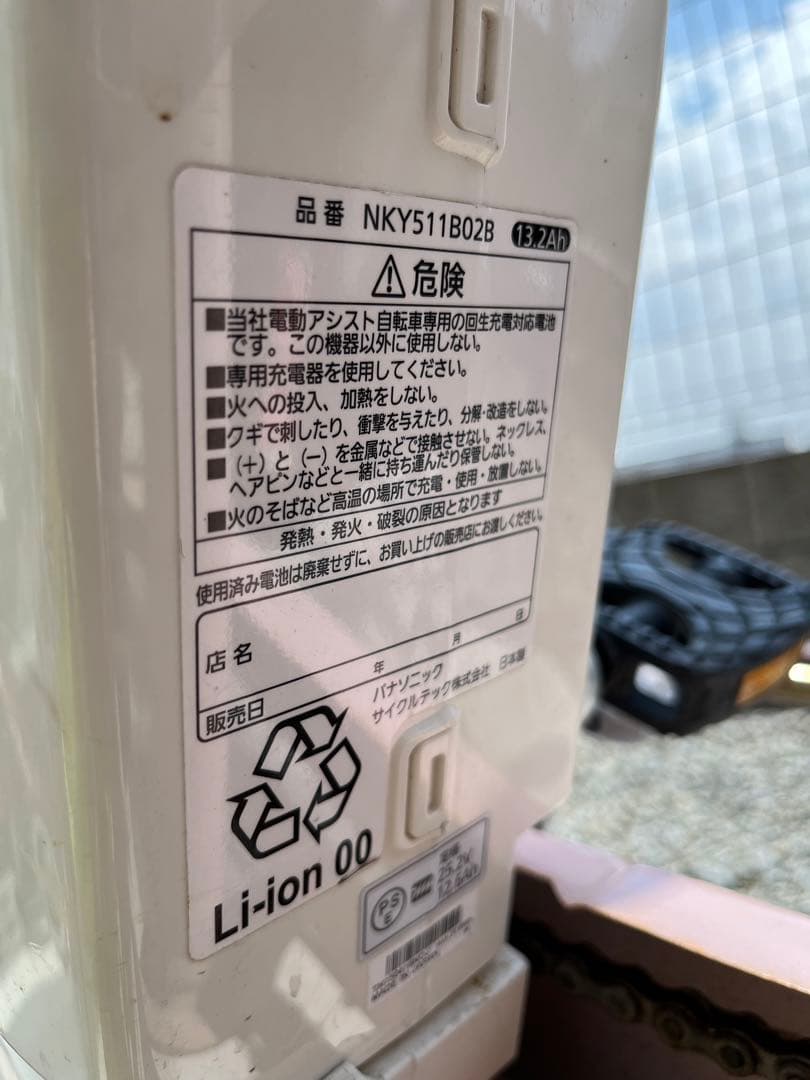 品番 NKY511B02B 13.2Ah
危険
■当社電動アシスト自転車専用の回生充電対応電池
です。この機器以外に使用しない。
■専用充電器を使用してください。
■火への投入、加熱をしない。
■クギで刺したり、衝撃を与えたり、分解・改造をしない。
■(+)と(−)を金属などで接触させない。ネックレス、
ヘアピンなどと一緒に持ち運んだり保管しない。
■火のそばなど高温の場所で充電・使用・放置しない。
発熱・発火・破裂の原因となります
使用済み電池は廃棄せずに、お買い上げの販売店にお渡しください。
店名
販売日 年 月 日
パナソニック
サイクルテック株式会社 日本製
Li-ion 00
PS
E
25.2V
12.8Ah